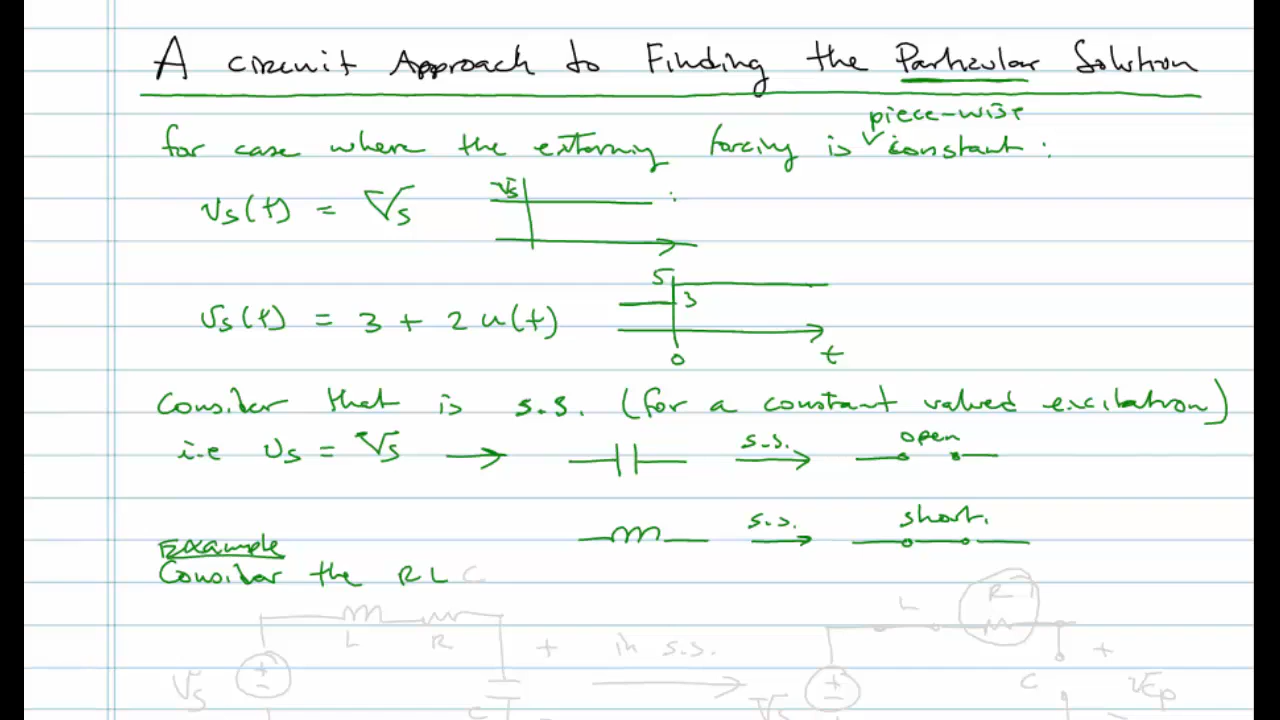 A circuit Approach to Finding the Particular Solution
piece-wise
for case where the externing forcing is constant :
vs(t) = Vs Vs
vs(t) = 3 + 2 u(t) 5 3
0 t
Consider that is s.s. (for a constant valued excitation)
i.e vs = Vs s.s. open
s.s. short.
Example
Consider the RLC
L R
L R + in s.s. +
Vs C Vs C vcp